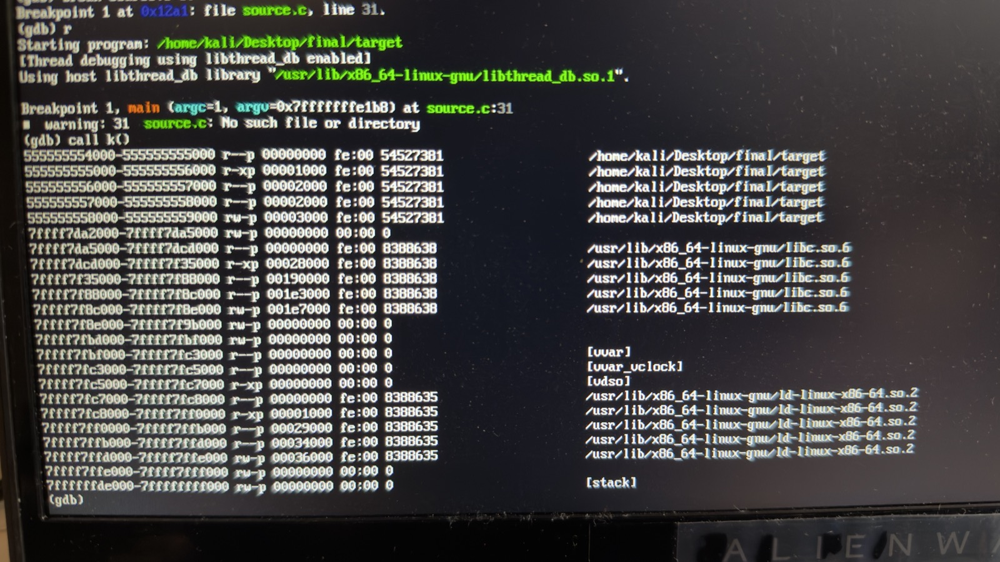 Breakpoint 1 at 0x12a1: file source.c, line 31.
(gdb) r
Starting program: /home/kali/Desktop/final/target
[Thread debugging using libthread_db enabled]
Using host libthread_db library "/usr/lib/x86_64-linux-gnu/libthread_db.so.1".
Breakpoint 1, main (argc=1, argv=0x7fffffffe1b8) at source.c:31
warning: 31 source.c: No such file or directory
(gdb) call k()
555555554000-555555555000 r--p 00000000 fe:00 54527381 /home/kali/Desktop/final/target
555555555000-555555556000 r-xp 00001000 fe:00 54527381 /home/kali/Desktop/final/target
555555556000-555555557000 r--p 00002000 fe:00 54527381 /home/kali/Desktop/final/target
555555557000-555555558000 r--p 00002000 fe:00 54527381 /home/kali/Desktop/final/target
555555558000-555555559000 rw-p 00003000 fe:00 54527381 /home/kali/Desktop/final/target
7ffff7da2000-7ffff7da5000 rw-p 00000000 00:00 0
7ffff7da5000-7ffff7dcd000 r--p 00000000 fe:00 8388638 /usr/lib/x86_64-linux-gnu/libc.so.6
7ffff7dcd000-7ffff7f35000 r-xp 00028000 fe:00 8388638 /usr/lib/x86_64-linux-gnu/libc.so.6
7ffff7f35000-7ffff7f88000 r--p 00190000 fe:00 8388638 /usr/lib/x86_64-linux-gnu/libc.so.6
7ffff7f88000-7ffff7f8c000 r--p 001e3000 fe:00 8388638 /usr/lib/x86_64-linux-gnu/libc.so.6
7ffff7f8c000-7ffff7f8e000 rw-p 001e7000 fe:00 8388638 /usr/lib/x86_64-linux-gnu/libc.so.6
7ffff7f8e000-7ffff7f9b000 rw-p 00000000 00:00 0
7ffff7fbd000-7ffff7fbf000 rw-p 00000000 00:00 0
7ffff7fbf000-7ffff7fc3000 r--p 00000000 00:00 0 [vvar]
7ffff7fc3000-7ffff7fc5000 r--p 00000000 00:00 0 [vvar_vclock]
7ffff7fc5000-7ffff7fc7000 r-xp 00000000 00:00 0 [vdso]
7ffff7fc7000-7ffff7fc8000 r--p 00000000 fe:00 8388635 /usr/lib/x86_64-linux-gnu/ld-linux-x86-64.so.2
7ffff7fc8000-7ffff7ff0000 r-xp 00001000 fe:00 8388635 /usr/lib/x86_64-linux-gnu/ld-linux-x86-64.so.2
7ffff7ff0000-7ffff7ffb000 r--p 00029000 fe:00 8388635 /usr/lib/x86_64-linux-gnu/ld-linux-x86-64.so.2
7ffff7ffb000-7ffff7ffd000 r--p 00034000 fe:00 8388635 /usr/lib/x86_64-linux-gnu/ld-linux-x86-64.so.2
7ffff7ffd000-7ffff7ffe000 rw-p 00036000 fe:00 8388635 /usr/lib/x86_64-linux-gnu/ld-linux-x86-64.so.2
7ffff7ffe000-7ffff7fff000 rw-p 00000000 00:00 0
7ffffffde000-7ffffffff000 rw-p 00000000 00:00 0 [stack]
(gdb)
ALIENW